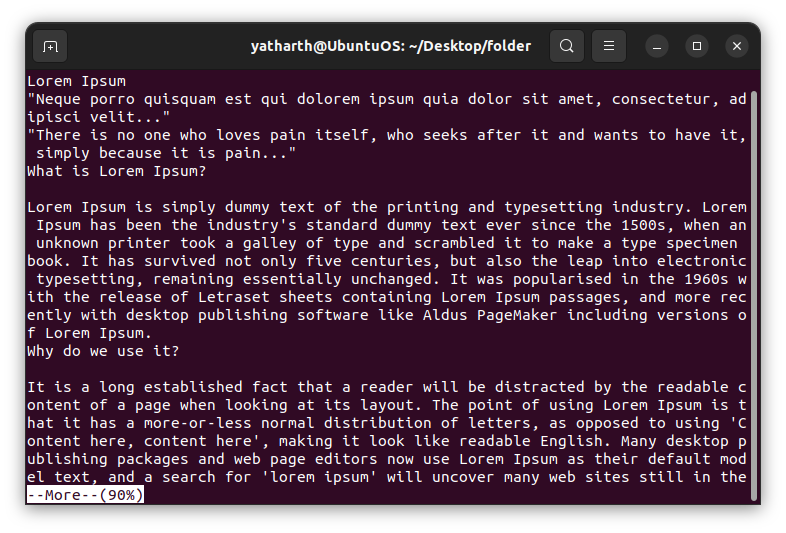 yatharth@UbuntuOS: ~/Desktop/folder
Lorem Ipsum
"Neque porro quisquam est qui dolorem ipsum quia dolor sit amet, consectetur, ad
ipisci velit..."
"There is no one who loves pain itself, who seeks after it and wants to have it,
 simply because it is pain..."
What is Lorem Ipsum?

Lorem Ipsum is simply dummy text of the printing and typesetting industry. Lorem
 Ipsum has been the industry's standard dummy text ever since the 1500s, when an
 unknown printer took a galley of type and scrambled it to make a type specimen
book. It has survived not only five centuries, but also the leap into electronic
 typesetting, remaining essentially unchanged. It was popularised in the 1960s w
ith the release of Letraset sheets containing Lorem Ipsum passages, and more rec
ently with desktop publishing software like Aldus PageMaker including versions o
f Lorem Ipsum.
Why do we use it?

It is a long established fact that a reader will be distracted by the readable c
ontent of a page when looking at its layout. The point of using Lorem Ipsum is t
hat it has a more-or-less normal distribution of letters, as opposed to using 'C
ontent here, content here', making it look like readable English. Many desktop p
ublishing packages and web page editors now use Lorem Ipsum as their default mod
el text, and a search for 'lorem ipsum' will uncover many web sites still in the
--More--(90%)